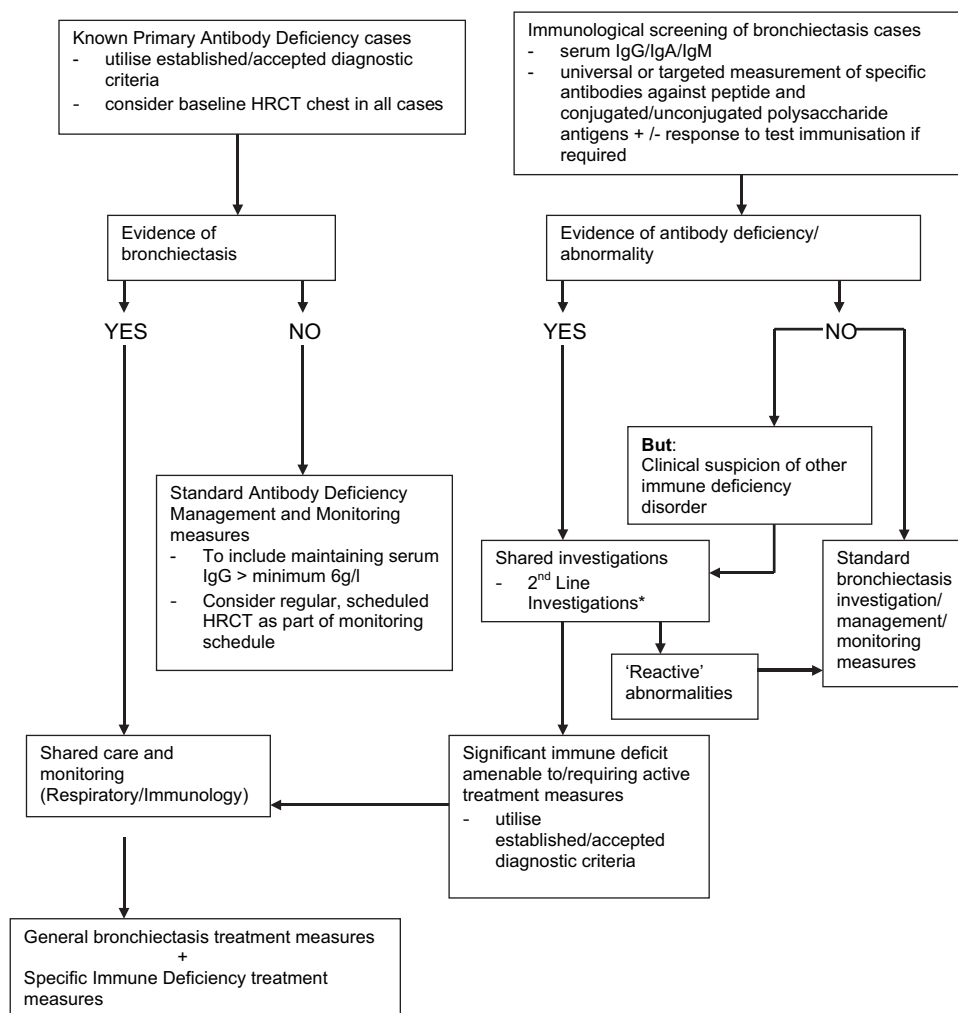 Known Primary Antibody Deficiency cases
- utilise established/accepted diagnostic
criteria
- consider baseline HRCT chest in all cases
Immunological screening of bronchiectasis cases
- serum IgG/IgA/IgM
- universal or targeted measurement of specific
antibodies against peptide and
conjugated/unconjugated polysaccharide
antigens + /- response to test immunisation if
required
Evidence of
bronchiectasis
Evidence of antibody deficiency/
abnormality
YES
NO
YES
NO
But:
Clinical suspicion of other
immune deficiency
disorder
Standard Antibody Deficiency
Management and Monitoring
measures
- To include maintaining serum
IgG > minimum 6g/l
- Consider regular, scheduled
HRCT as part of monitoring
schedule
Shared investigations
- 2nd Line
Investigations*
Standard
bronchiectasis
investigation/
management/
monitoring
measures
‘Reactive’
abnormalities
Shared care and
monitoring
(Respiratory/Immunology)
Significant immune deficit
amenable to/requiring active
treatment measures
- utilise
established/accepted
diagnostic criteria
General bronchiectasis treatment measures
+
Specific Immune Deficiency treatment
measures